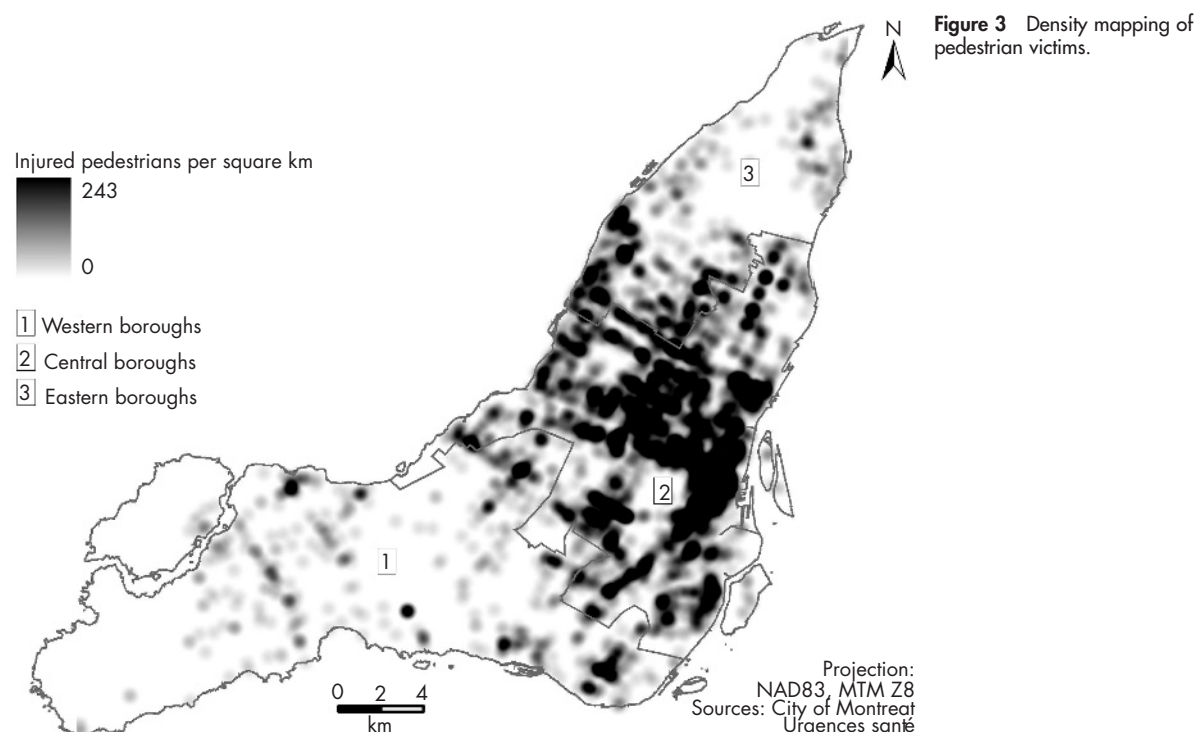 N
Figure 3 Density mapping of
pedestrian victims.
Injured pedestrians per square km
243
0
1 Western boroughs
2 Central boroughs
3 Eastern boroughs
3
2
1
0 2 4
km
Projection:
NAD83, MTM Z8
Sources: City of Montreat
Urgences santé